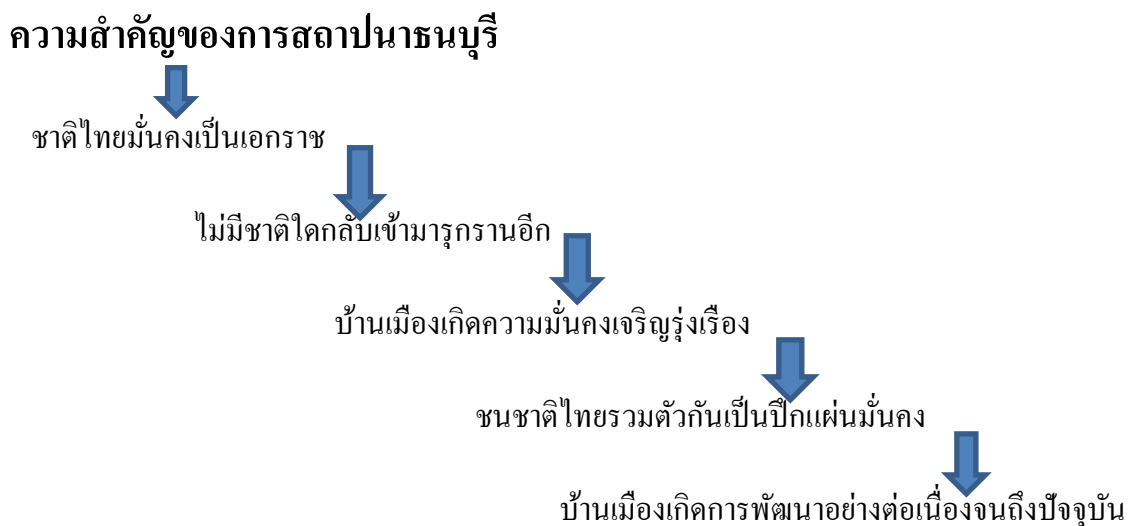 ความสำคัญของการสถาปนาธนบุรี
ชาติไทยมั่นคงเป็นเอกราช
ไม่มีชาติใดกลับเข้ามารุกรานอีก
บ้านเมืองเกิดความมั่นคงเจริญรุ่งเรือง
ชนชาติไทยรวมตัวกันเป็นปึกแผ่นมั่นคง
บ้านเมืองเกิดการพัฒนาอย่างต่อเนื่องจนถึงปัจจุบัน